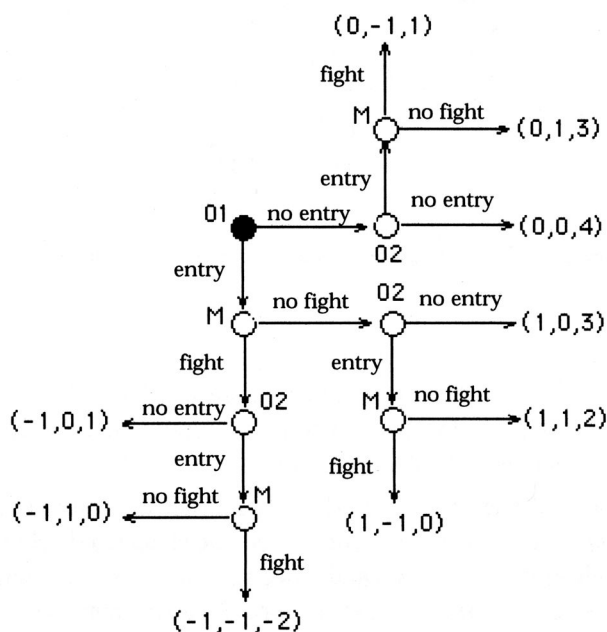 (0,-1,1)
fight
M
no fight
(0,1,3)
entry
O1
no entry
no entry
(0,0,4)
O2
entry
O2
M
no fight
no entry
(1,0,3)
fight
entry
(-1,0,1)
no entry
O2
M
no fight
(1,1,2)
entry
fight
(-1,1,0)
no fight
M
(1,-1,0)
fight
(-1,-1,-2)